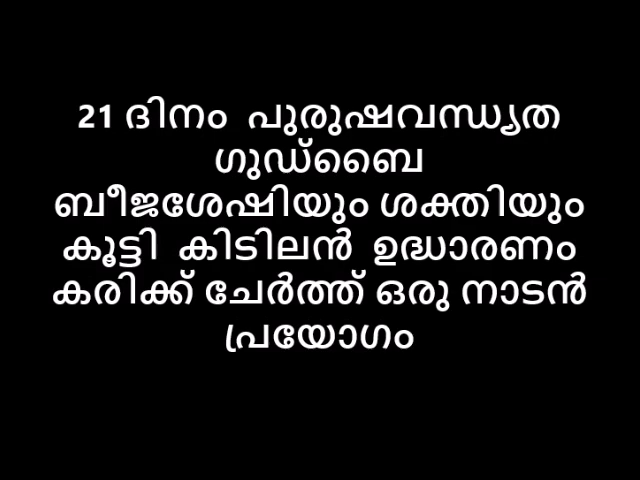 21 ദിനം പുരുഷവന്ധ്യത
ഗുഡ്ബൈ
ബീജശേഷിയും ശക്തിയും
കൂട്ടി കിടിലൻ ഉദ്ധാരണം
കരിക്ക് ചേർത്ത് ഒരു നാടൻ
പ്രയോഗം